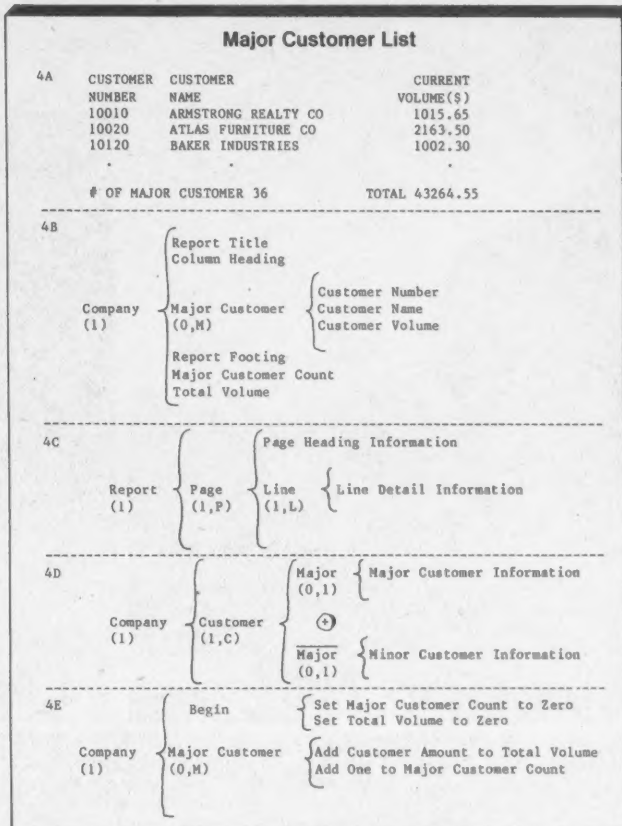 Major Customer List
4A CUSTOMER CUSTOMER CURRENT
NUMBER NAME VOLUME($)
10010 ARMSTRONG REALTY CO 1015.65
10020 ATLAS FURNITURE CO 2163.50
10120 BAKER INDUSTRIES 1002.30
. . .
# OF MAJOR CUSTOMER 36 TOTAL 43264.55
4B
Report Title
Column Heading
Customer Number
Company Major Customer Customer Name
(1) (0,M) Customer Volume
Report Footing
Major Customer Count
Total Volume
4C Page Heading Information
Report Page Line Line Detail Information
(1) (1,P) (1,L)
4D Major Major Customer Information
(0,1)
Company Customer +
(1) (1,C)
Major Minor Customer Information
(0,1)
4E Begin Set Major Customer Count to Zero
Set Total Volume to Zero
Company Major Customer Add Customer Amount to Total Volume
(1) (0,M) Add One to Major Customer Count